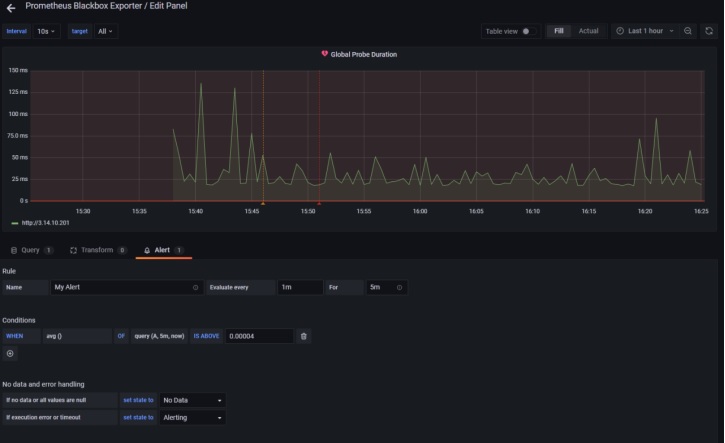 Prometheus Blackbox Exporter / Edit Panel
Interval 10s target All Table view Fill Actual Last 1 hour
Global Probe Duration
150 ms
125 ms
100 ms
75.0 ms
50 ms
25 ms
0 s
15:30 15:35 15:40 15:45 15:50 15:55 16:00 16:05 16:10 16:15 16:20 16:25
http://3.14.10.201
Query 1 Transform 0 Alert 1
Rule
Name My Alert Evaluate every 1m For 5m
Conditions
WHEN avg () OF query (A, 5m, now) IS ABOVE 0.00004
No data and error handling
If no data or all values are null set state to No Data
If execution error or timeout set state to Alerting